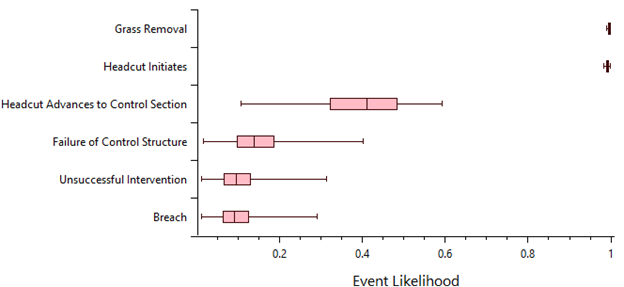 Grass Removal
Headcut Initiates
Headcut Advances to Control Section
Failure of Control Structure
Unsuccessful Intervention
Breach
0.2 0.4 0.6 0.8 1
Event Likelihood